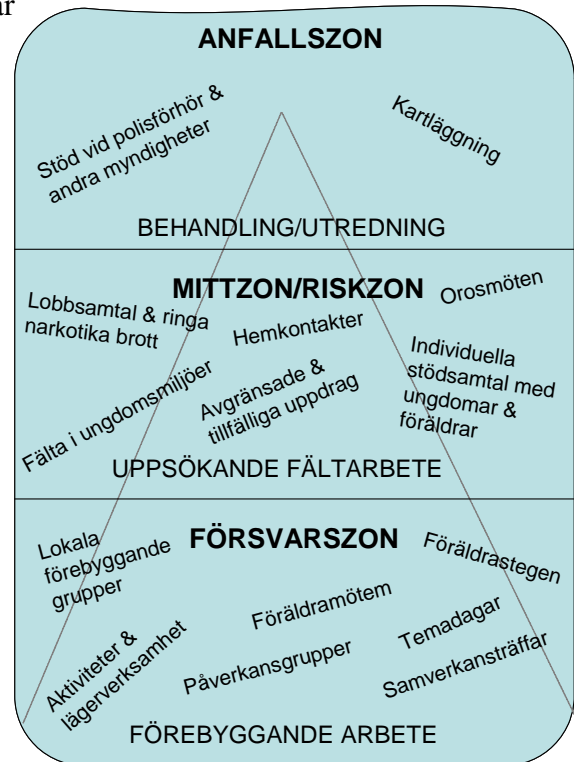 ar
ANFALLSZON
Stöd vid polisförhör &
andra myndigheter
Kartläggning
BEHANDLING/UTREDNING
MITTZON/RISKZON
Orosmöten
Lobbsamtal & ringa
narkotika brott
Hemkontakter
Individuella
stödsamtal med
ungdomar &
föräldrar
Fälta i ungdomsmiljöer
Avgränsade &
tillfälliga uppdrag
UPPSÖKANDE FÄLTARBETE
FÖRSVARSZON
Lokala
förebyggande
grupper
Föräldrastegen
Föräldramötem
Temadagar
Aktiviteter &
lägerverksamhet
Påverkansgrupper
Samverkansträffar
FÖREBYGGANDE ARBETE